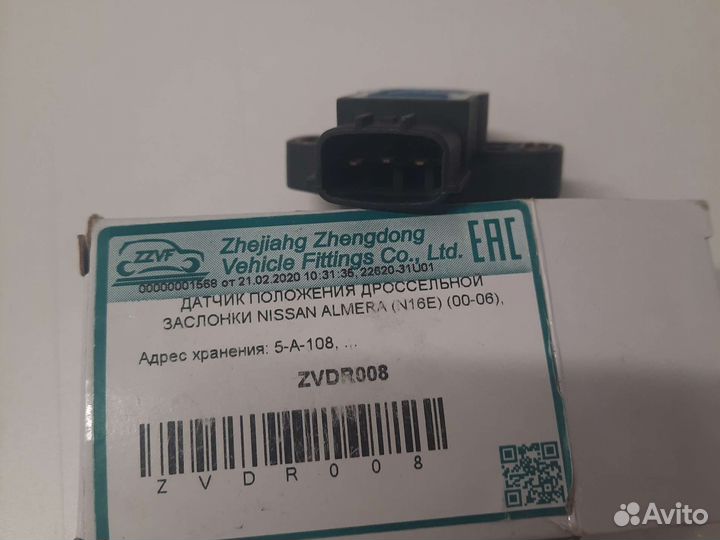 ZZVF
Zhejiahg Zhengdong
Vehicle Fittings Co., Ltd.
EAC
00000001568 от 21.02.2020 10:31:35, 22620-31U01
ДАТЧИК ПОЛОЖЕНИЯ ДРОССЕЛЬНОЙ
ЗАСЛОНКИ NISSAN ALMERA (N16E) (00-06),
Адрес хранения: 5-А-108, ...
ZVDR008
Z V D R 0 0 8
Avito